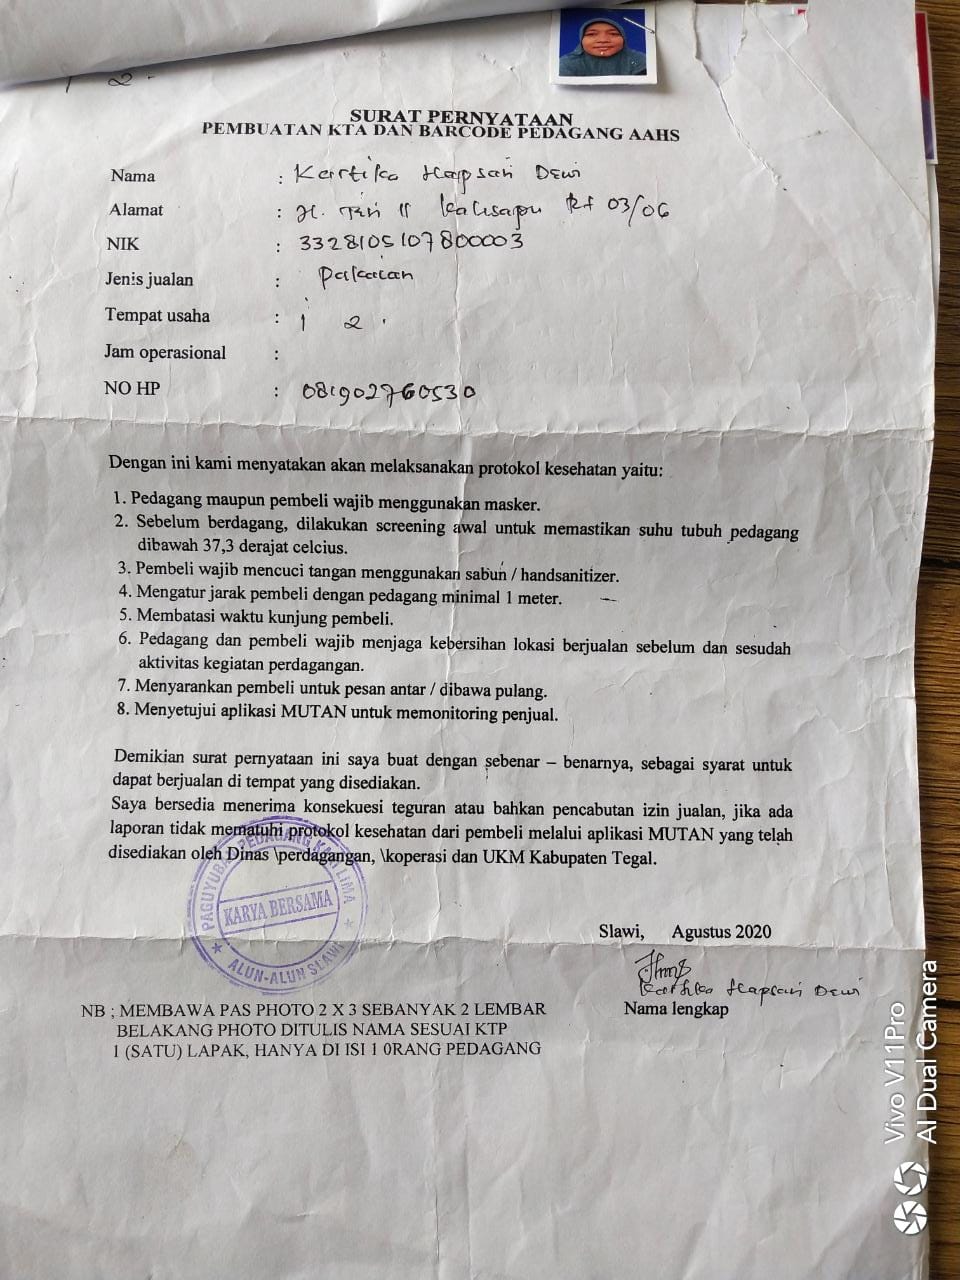 1 2 -
SURAT PERNYATAAN
PEMBUATAN KTA DAN BARCODE PEDAGANG AAHS
Nama : Kartika Hapsari Dewi
Alamat : Jl. Teri II Kalisapu Rt 03/06
NIK : 3328105107800003
Jenis jualan : Pakaian
Tempat usaha : 1 2 .
Jam operasional :
NO HP : 081902760530
Dengan ini kami menyatakan akan melaksanakan protokol kesehatan yaitu:
1. Pedagang maupun pembeli wajib menggunakan masker.
2. Sebelum berdagang, dilakukan screening awal untuk memastikan suhu tubuh pedagang
dibawah 37,3 derajat celcius.
3. Pembeli wajib mencuci tangan menggunakan sabun / handsanitizer.
4. Mengatur jarak pembeli dengan pedagang minimal 1 meter.
5. Membatasi waktu kunjung pembeli.
6. Pedagang dan pembeli wajib menjaga kebersihan lokasi berjualan sebelum dan sesudah
aktivitas kegiatan perdagangan.
7. Menyarankan pembeli untuk pesan antar / dibawa pulang.
8. Menyetujui aplikasi MUTAN untuk memonitoring penjual.
Demikian surat pernyataan ini saya buat dengan sebenar – benarnya, sebagai syarat untuk
dapat berjualan di tempat yang disediakan.
Saya bersedia menerima konsekuesi teguran atau bahkan pencabutan izin jualan, jika ada
laporan tidak mematuhi protokol kesehatan dari pembeli melalui aplikasi MUTAN yang telah
disediakan oleh Dinas \perdagangan, \koperasi dan UKM Kabupaten Tegal.
PAGUYUBAN PEDAGANG KAKI LIMA
KARYA BERSAMA
ALUN-ALUN SLAWI
Slawi, Agustus 2020
Kartika Hapsari Dewi
Nama lengkap
NB ; MEMBAWA PAS PHOTO 2 X 3 SEBANYAK 2 LEMBAR
BELAKANG PHOTO DITULIS NAMA SESUAI KTP
1 (SATU) LAPAK, HANYA DI ISI 1 0RANG PEDAGANG
Vivo V11Pro
AI Dual Camera